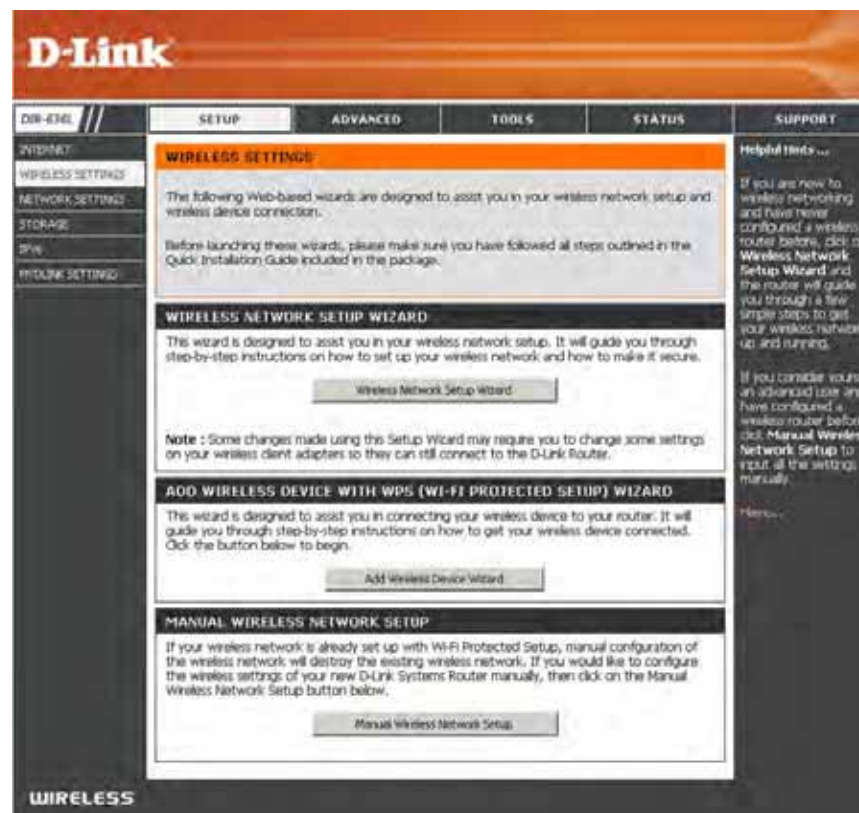 D-Link
DIR-636L
SETUP
ADVANCED
TOOLS
STATUS
SUPPORT
INTERNET
WIRELESS SETTINGS
NETWORK SETTINGS
STORAGE
IPv6
MYDLINK SETTINGS
WIRELESS SETTINGS
The following Web-based wizards are designed to assist you in your wireless network setup and
wireless device connection.
Before launching these wizards, please make sure you have followed all steps outlined in the
Quick Installation Guide included in the package.
WIRELESS NETWORK SETUP WIZARD
This wizard is designed to assist you in your wireless network setup. It will guide you through
step-by-step instructions on how to set up your wireless network and how to make it secure.
Wireless Network Setup Wizard
Note : Some changes made using this Setup Wizard may require you to change some settings
on your wireless client adapters so they can still connect to the D-Link Router.
ADD WIRELESS DEVICE WITH WPS (WI-FI PROTECTED SETUP) WIZARD
This wizard is designed to assist you in connecting your wireless device to your router. It will
guide you through step-by-step instructions on how to get your wireless device connected.
Click the button below to begin.
Add Wireless Device Wizard
MANUAL WIRELESS NETWORK SETUP
If your wireless network is already set up with Wi-Fi Protected Setup, manual confguration of
the wireless network will destroy the existing wireless network. If you would like to configure
the wireless settings of your new D-Link Systems Router manually, then click on the Manual
Wireless Network Setup button below.
Manual Wireless Network Setup
Helpful Hints ...
If you are new to
wireless networking
and have never
configured a wireless
router before, click
Wireless Network
Setup Wizard and
the router will guide
you through a few
simple steps to get
your wireless networ
up and running.
If you consider yours
an advanced user an
have configured a
wireless router befor
click Manual Wireles
Network Setup to
input all the settings
manually.
More...
WIRELESS